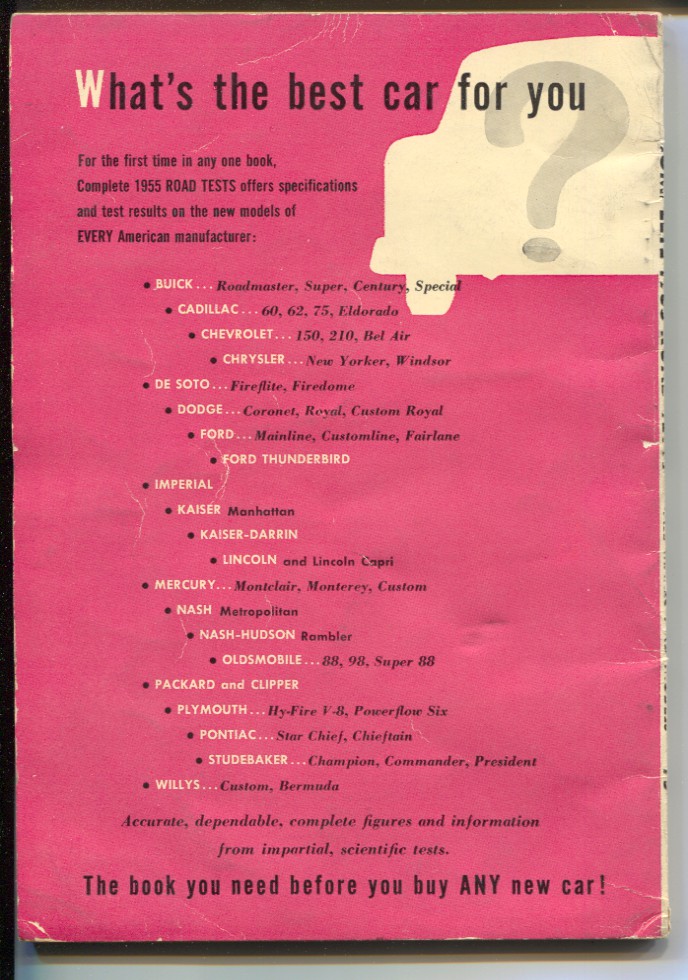 What's the best car for you
?
For the first time in any one book,
Complete 1955 ROAD TESTS offers specifications
and test results on the new models of
EVERY American manufacturer:
• BUICK... Roadmaster, Super, Century, Special
• CADILLAC... 60, 62, 75, Eldorado
• CHEVROLET... 150, 210, Bel Air
• CHRYSLER... New Yorker, Windsor
• DE SOTO... Fireflite, Firedome
• DODGE... Coronet, Royal, Custom Royal
• FORD... Mainline, Customline, Fairlane
• FORD THUNDERBIRD
• IMPERIAL
• KAISER Manhattan
• KAISER-DARRIN
• LINCOLN and Lincoln Capri
• MERCURY... Montclair, Monterey, Custom
• NASH Metropolitan
• NASH-HUDSON Rambler
• OLDSMOBILE... 88, 98, Super 88
• PACKARD and CLIPPER
• PLYMOUTH... Hy-Fire V-8, Powerflow Six
• PONTIAC... Star Chief, Chieftain
• STUDEBAKER... Champion, Commander, President
• WILLYS... Custom, Bermuda
Accurate, dependable, complete figures and information
from impartial, scientific tests.
The book you need before you buy ANY new car!